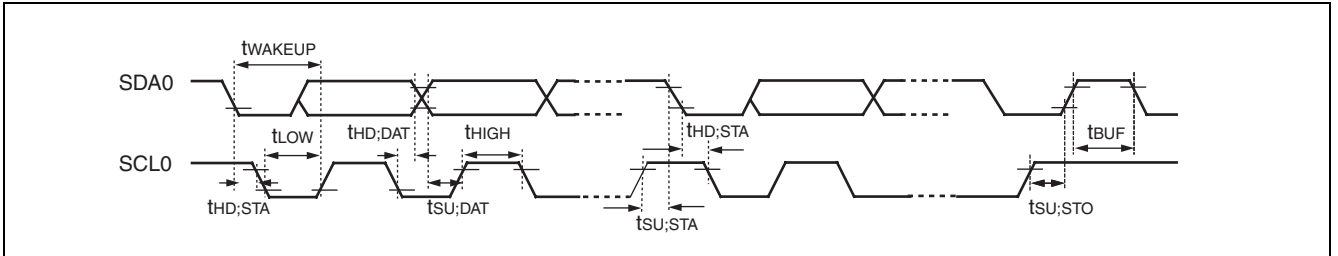 tWAKEUP
SDA0
tLOW
tHD;DAT
tHIGH
tHD;STA
tBUF
SCL0
tHD;STA
tSU;DAT
tSU;STA
tSU;STO